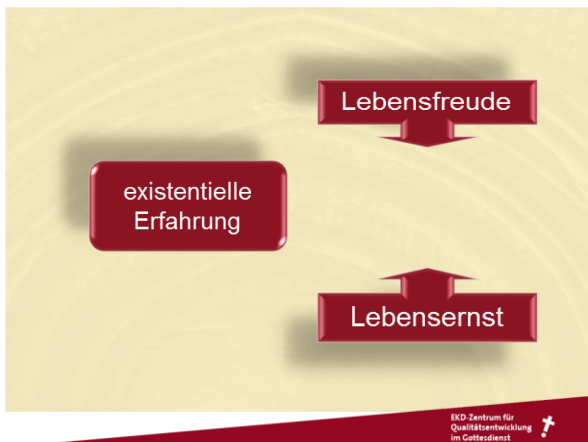 Lebensfreude
existentielle
Erfahrung
Lebensernst
EKD-Zentrum für
Qualitätsentwicklung
im Gottesdienst